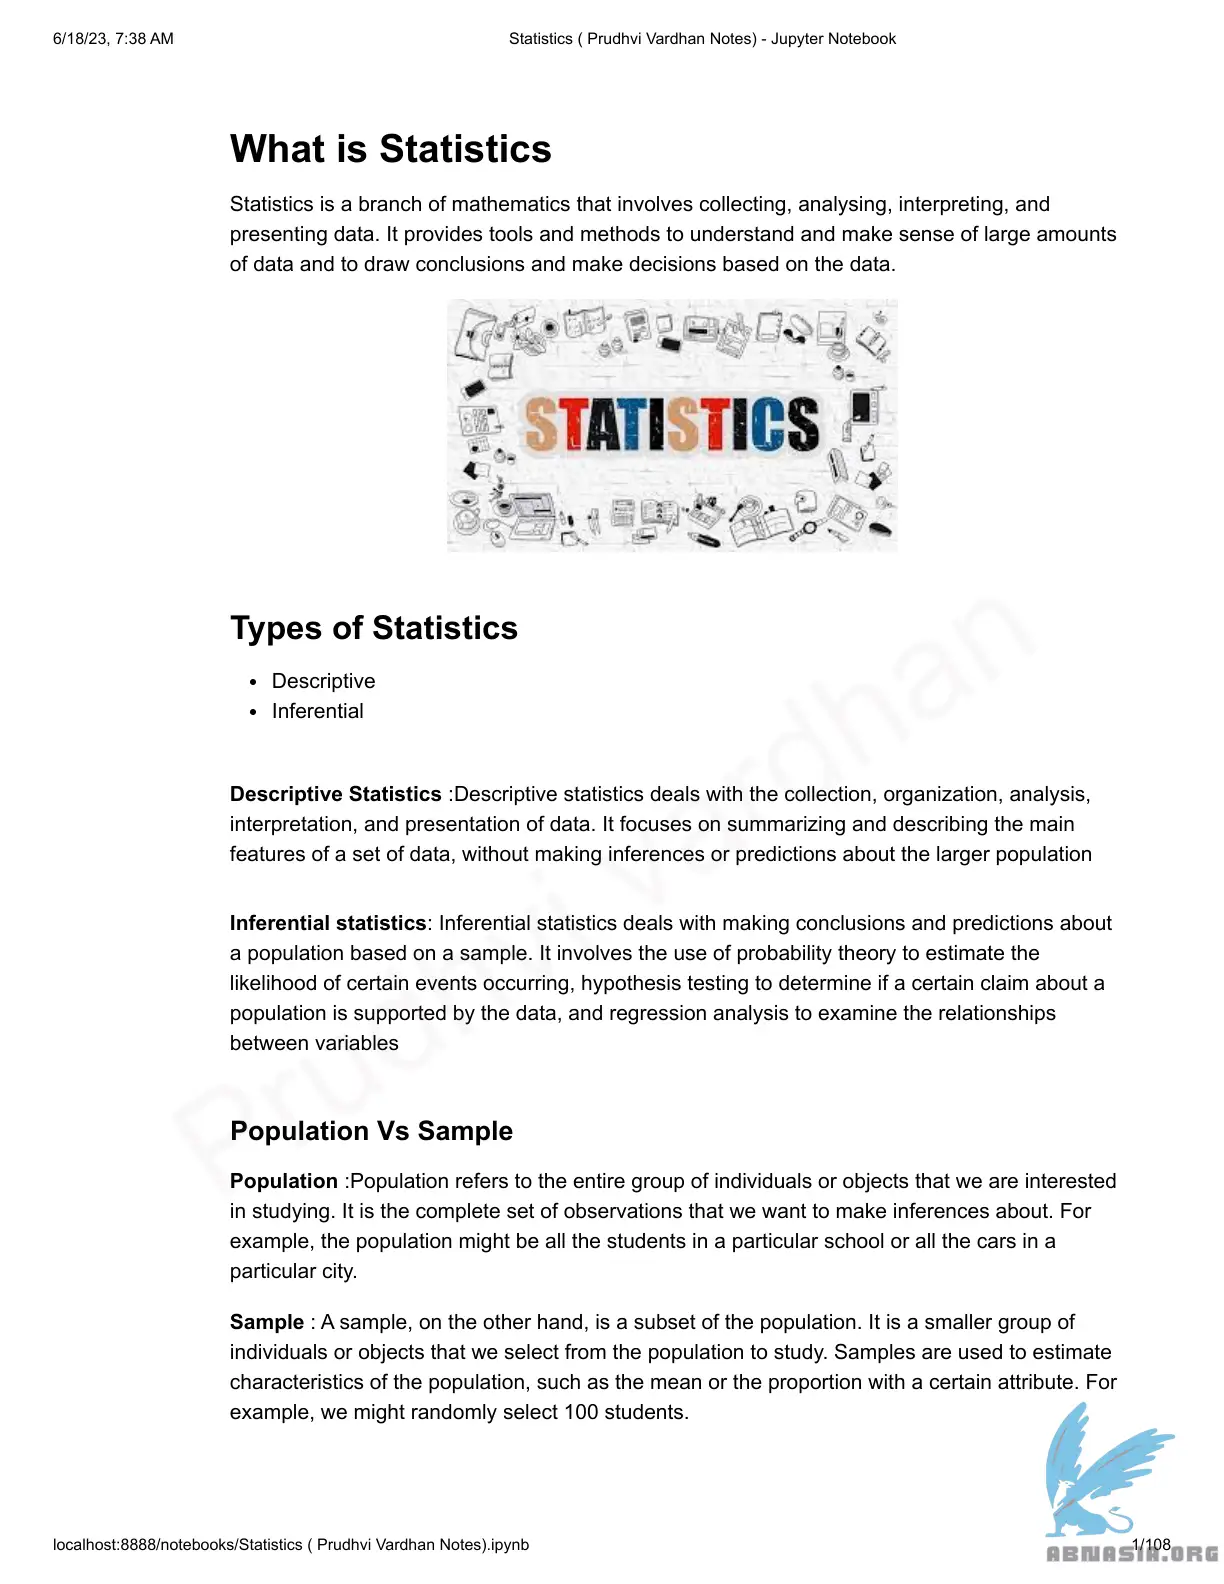 6/18/23, 7:38 AM
Statistics ( Prudhvi Vardhan Notes) - Jupyter Notebook
What is Statistics
Statistics is a branch of mathematics that involves collecting, analysing, interpreting, and
presenting data. It provides tools and methods to understand and make sense of large amounts
of data and to draw conclusions and make decisions based on the data.
STATISTICS
Types of Statistics
• Descriptive
• Inferential
Descriptive Statistics :Descriptive statistics deals with the collection, organization, analysis,
interpretation, and presentation of data. It focuses on summarizing and describing the main
features of a set of data, without making inferences or predictions about the larger population
Inferential statistics: Inferential statistics deals with making conclusions and predictions about
a population based on a sample. It involves the use of probability theory to estimate the
likelihood of certain events occurring, hypothesis testing to determine if a certain claim about a
population is supported by the data, and regression analysis to examine the relationships
between variables
Prudhvi Vardhan
Population Vs Sample
Population :Population refers to the entire group of individuals or objects that we are interested
in studying. It is the complete set of observations that we want to make inferences about. For
example, the population might be all the students in a particular school or all the cars in a
particular city.
Sample : A sample, on the other hand, is a subset of the population. It is a smaller group of
individuals or objects that we select from the population to study. Samples are used to estimate
characteristics of the population, such as the mean or the proportion with a certain attribute. For
example, we might randomly select 100 students.
localhost:8888/notebooks/Statistics ( Prudhvi Vardhan Notes).ipynb
1/108
ABNASIA.ORG